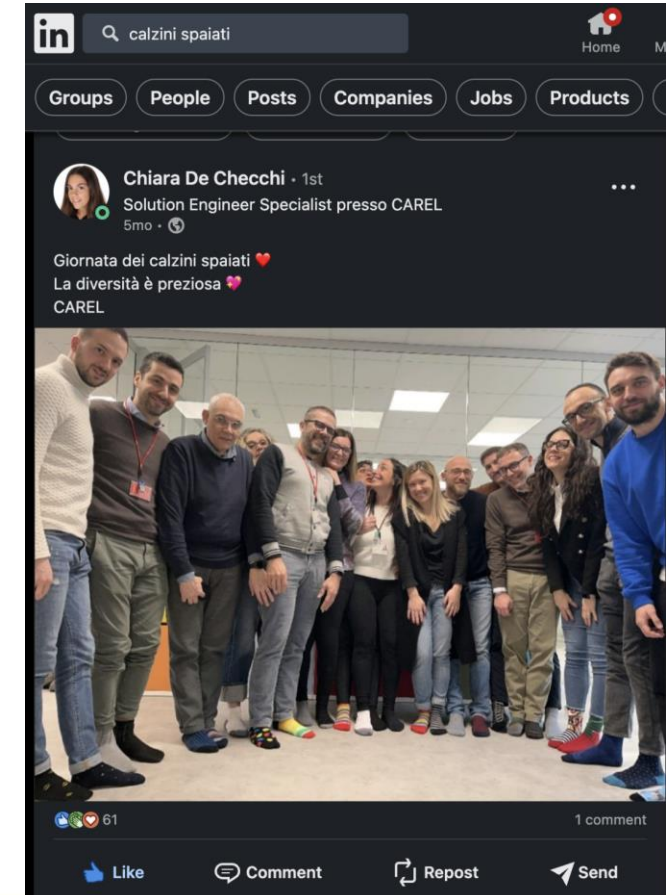 in
calzini spaiati
Home
M
Groups
People
Posts
Companies
Jobs
Products
Chiara De Checchi • 1st
Solution Engineer Specialist presso CAREL
5mo •
Giornata dei calzini spaiati ❤️
La diversità è preziosa 💖
CAREL
61
1 comment
Like
Comment
Repost
Send